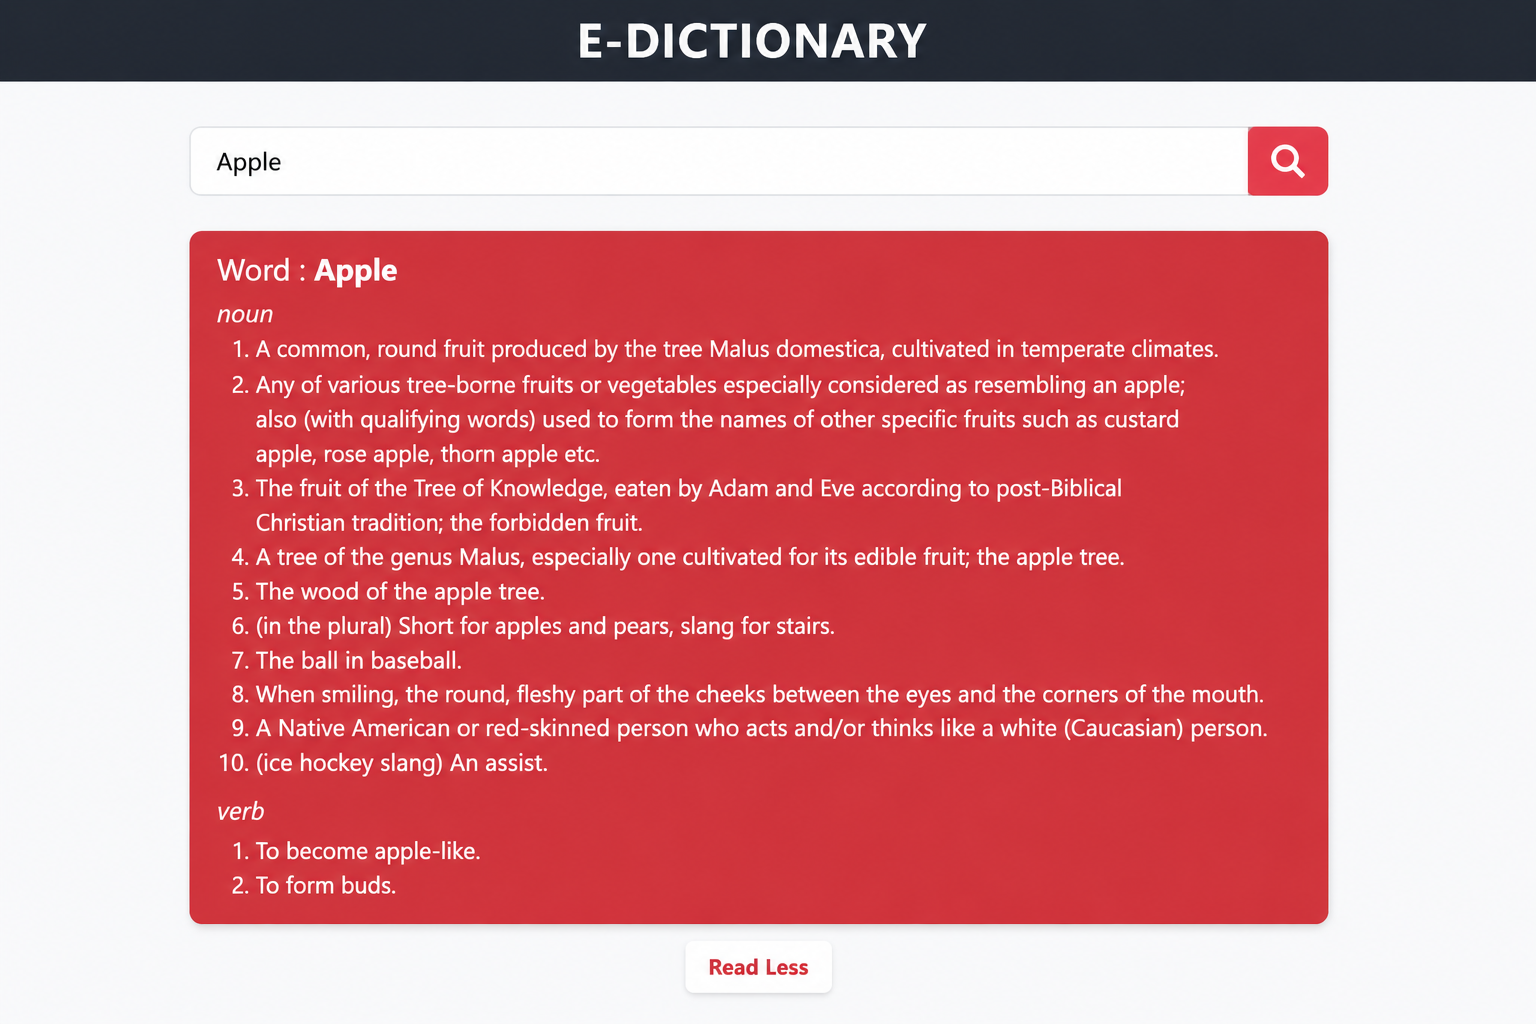 E-DICTIONARY
Apple
Word : Apple
noun
1. A common, round fruit produced by the tree Malus domestica, cultivated in temperate climates.
2. Any of various tree-borne fruits or vegetables especially considered as resembling an apple;
also (with qualifying words) used to form the names of other specific fruits such as custard
apple, rose apple, thorn apple etc.
3. The fruit of the Tree of Knowledge, eaten by Adam and Eve according to post-Biblical
Christian tradition; the forbidden fruit.
4. A tree of the genus Malus, especially one cultivated for its edible fruit; the apple tree.
5. The wood of the apple tree.
6. (in the plural) Short for apples and pears, slang for stairs.
7. The ball in baseball.
8. When smiling, the round, fleshy part of the cheeks between the eyes and the corners of the mouth.
9. A Native American or red-skinned person who acts and/or thinks like a white (Caucasian) person.
10. (ice hockey slang) An assist.
verb
1. To become apple-like.
2. To form buds.
Read Less